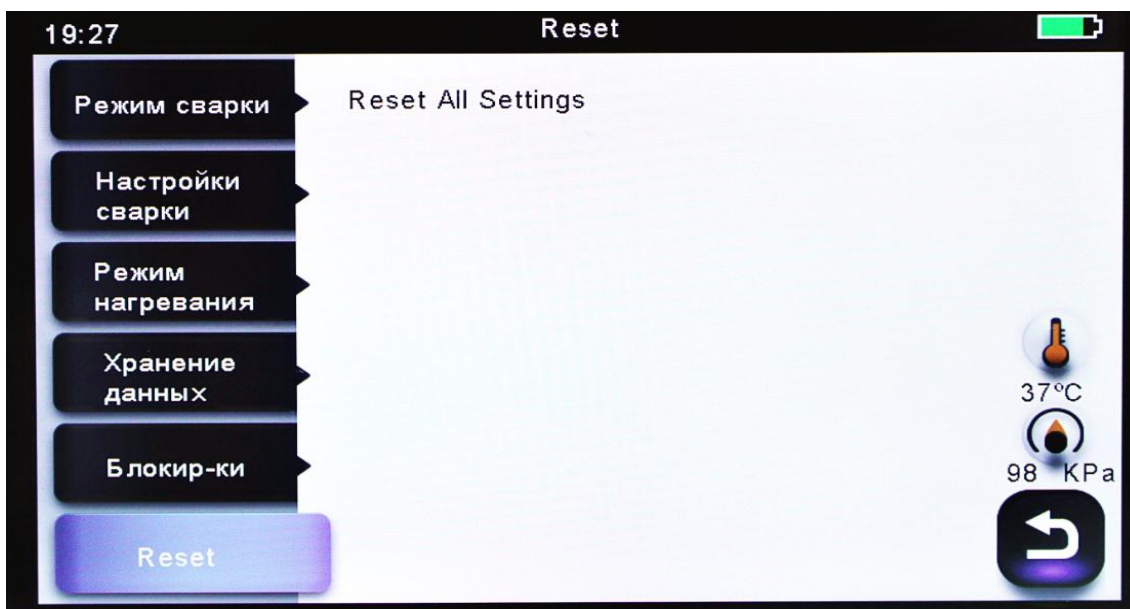 19:27
Reset
Режим сварки
Reset All Settings
Настройки
сварки
Режим
нагревания
Хранение
данных
37°C
Блокир-ки
98 KPa
Reset